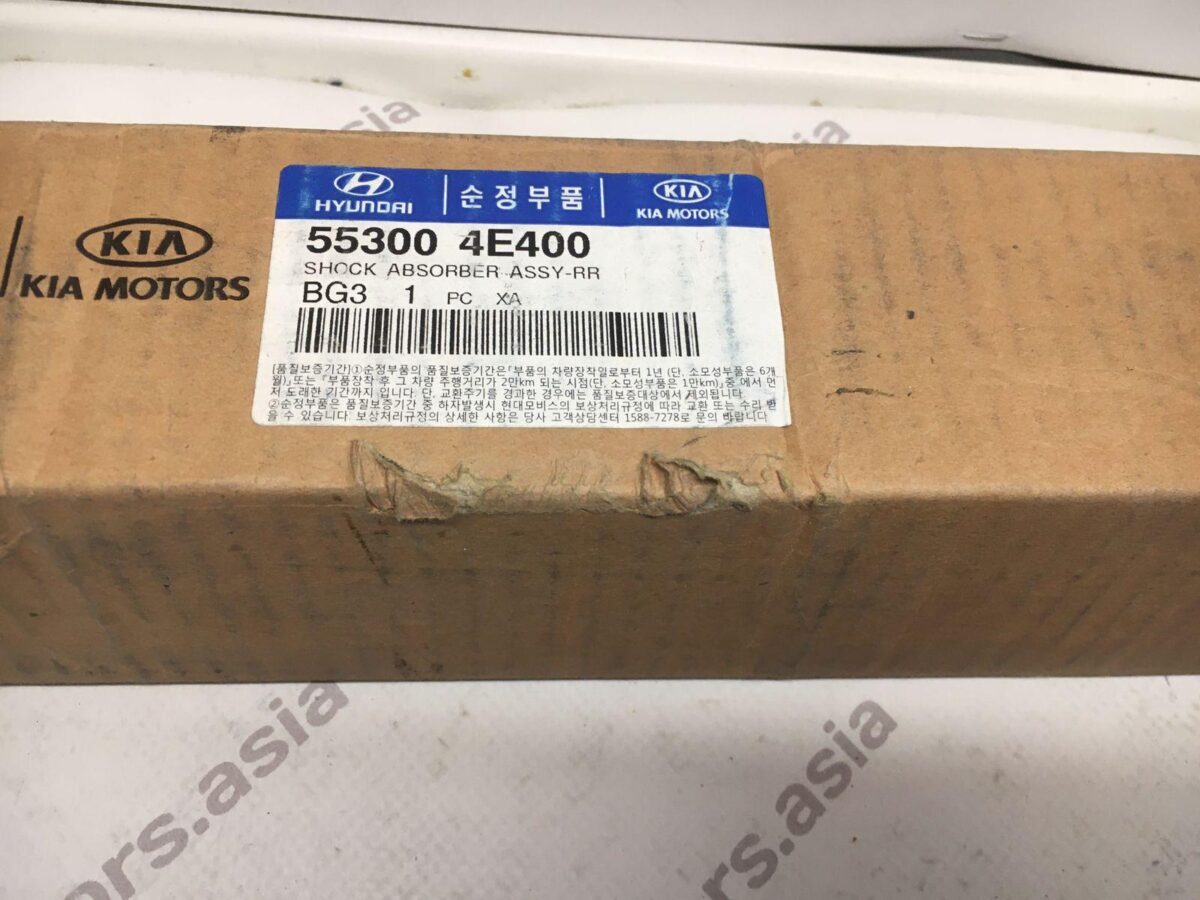 KIA
KIA MOTORS
HYUNDAI
순정부품
KIA
KIA MOTORS
55300 4E400
SHOCK ABSORBER ASSY-RR
BG3 1 PC XA
[품질보증기간]①순정부품의 품질보증기간은「부품의 차량장착일로부터 1년 (단, 소모성부품은 6개
월)」또는 「부품장착 후 그 차량 주행거리가 2만km 되는 시점(단, 소모성부품은 1만km)」중 에서 먼
저 도래한 기간까지 입니다. 단, 교환주기를 경과한 경우에는 품질보증대상에서 제외됩니다.
②순정부품은 품질보증기간 중 하자발생시 현대모비스의 보상처리규정에 따라 교환 또는 수리 받
을 수 있습니다. 보상처리규정의 상세한 사항은 당사 고객상담센터 1588-7278로 문의 바랍니다
.asia
ors.asia
ors.asia